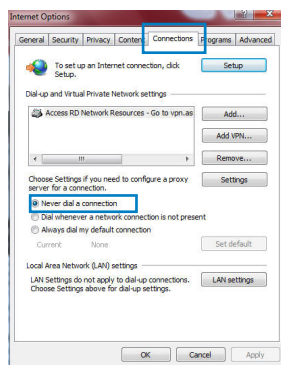 Internet Options
General Security Privacy Content Connections Programs Advanced
To set up an Internet connection, click Setup.
Setup
Dial-up and Virtual Private Network settings
Access RD Network Resources - Go to vpn.as
Add...
Add VPN...
Remove...
Choose Settings if you need to configure a proxy server for a connection.
Settings
Never dial a connection
Dial whenever a network connection is not present
Always dial my default connection
Current None
Set default
Local Area Network (LAN) settings
LAN Settings do not apply to dial-up connections.
Choose Settings above for dial-up settings.
LAN settings
OK Cancel Apply